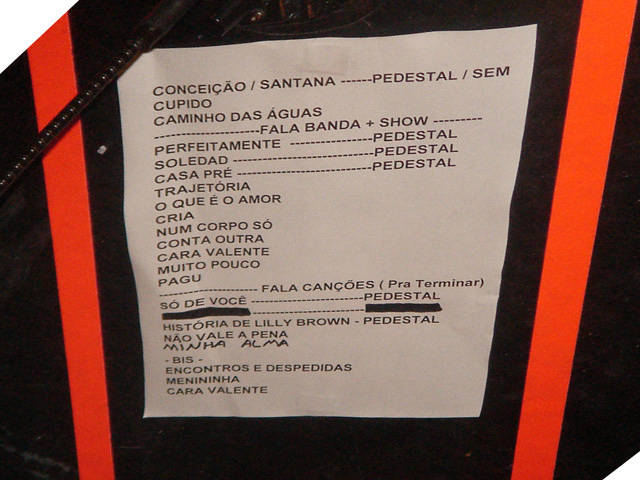 CONCEIÇÃO / SANTANA ------PEDESTAL / SEM
CUPIDO
CAMINHO DAS ÁGUAS
---------------------FALA BANDA + SHOW ----------
PERFEITAMENTE -----------------PEDESTAL
SOLEDAD -----------------------------PEDESTAL
CASA PRÉ ---------------------------PEDESTAL
TRAJETÓRIA
O QUE É O AMOR
CRIA
NUM CORPO SÓ
CONTA OUTRA
CARA VALENTE
MUITO POUCO
PAGU
---------------------- FALA CANÇÕES ( Pra Terminar)
SÓ DE VOCÊ -------------------------PEDESTAL
-------------------------
HISTÓRIA DE LILLY BROWN - PEDESTAL
NÃO VALE A PENA
MINHA ALMA
- BIS -
ENCONTROS E DESPEDIDAS
MENININHA
CARA VALENTE